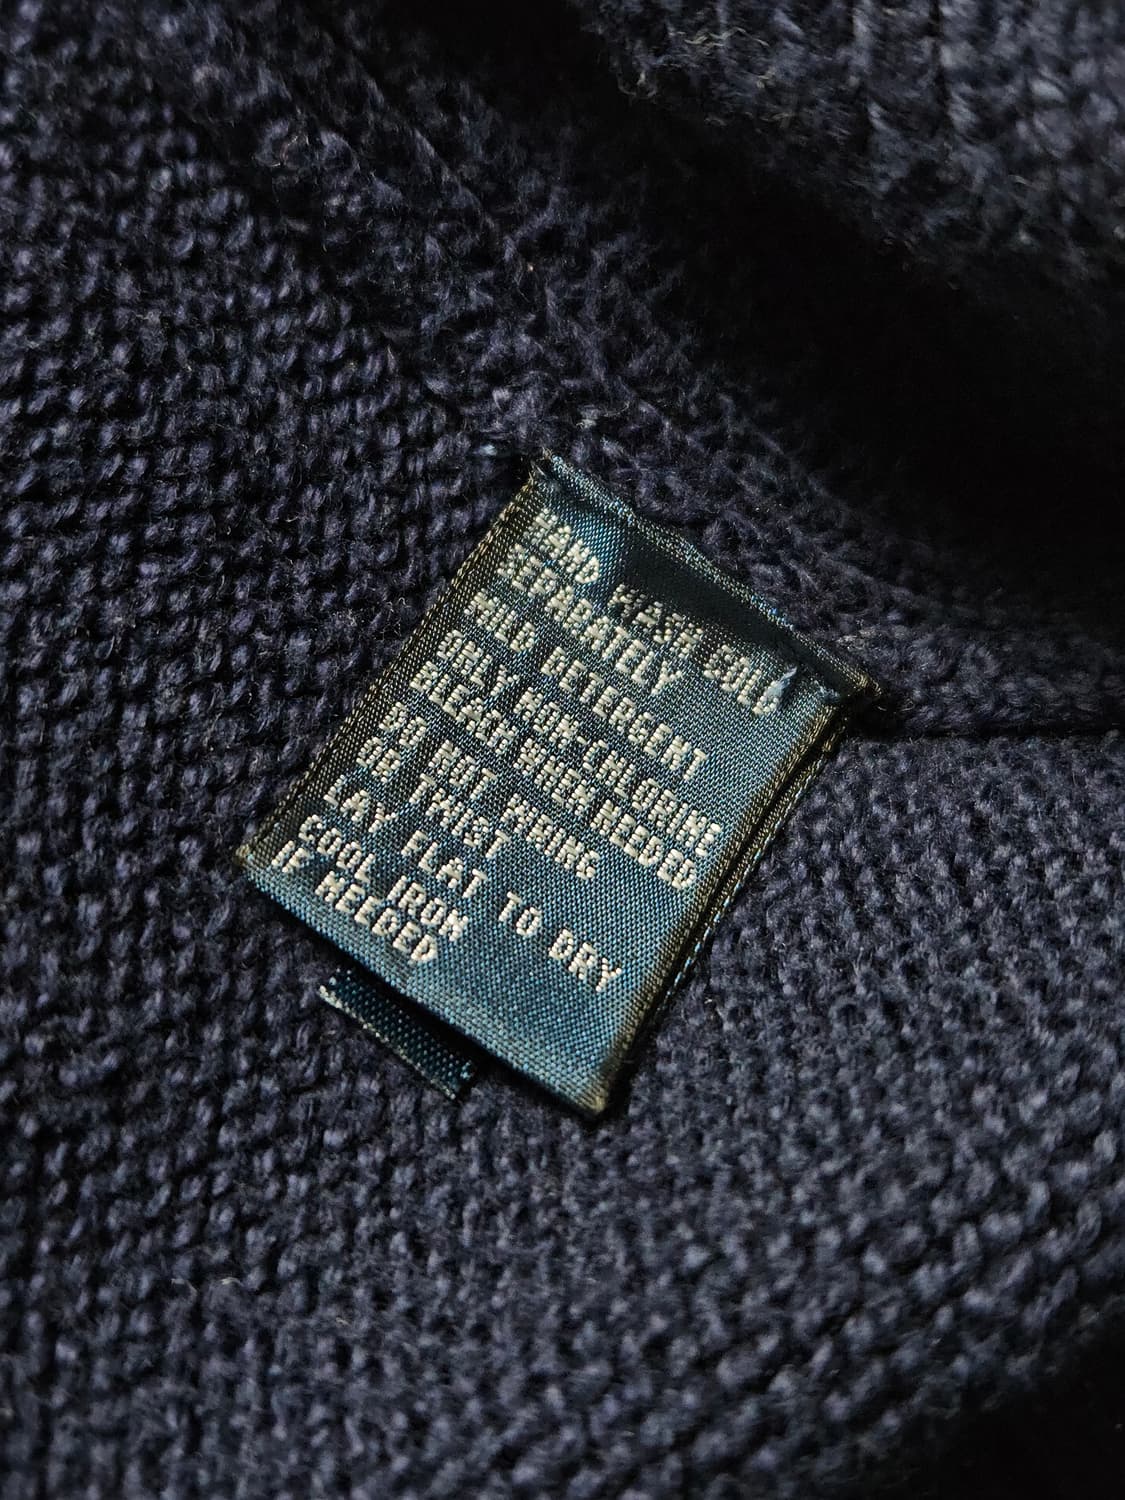 HAND WASH COLD
SEPARATELY
MILD DETERGENT
ONLY NON-CHLORINE
BLEACH WHEN NEEDED
DO NOT WRING
OR TWIST
LAY FLAT TO DRY
COOL IRON
IF NEEDED